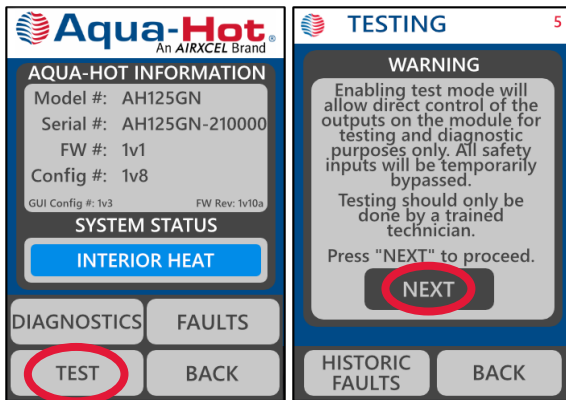 Aqua-Hot®
An AIRXCEL Brand
AQUA-HOT INFORMATION
Model #: AH125GN
Serial #: AH125GN-210000
FW #: 1v1
Config #: 1v8
GUI Config #: 1v3 FW Rev: 1v10a
SYSTEM STATUS
INTERIOR HEAT
DIAGNOSTICS FAULTS
TEST BACK
TESTING 5
WARNING
Enabling test mode will
allow direct control of the
outputs on the module for
testing and diagnostic
purposes only. All safety
inputs will be temporarily
bypassed.
Testing should only be
done by a trained
technician.
Press "NEXT" to proceed.
NEXT
HISTORIC
FAULTS
BACK